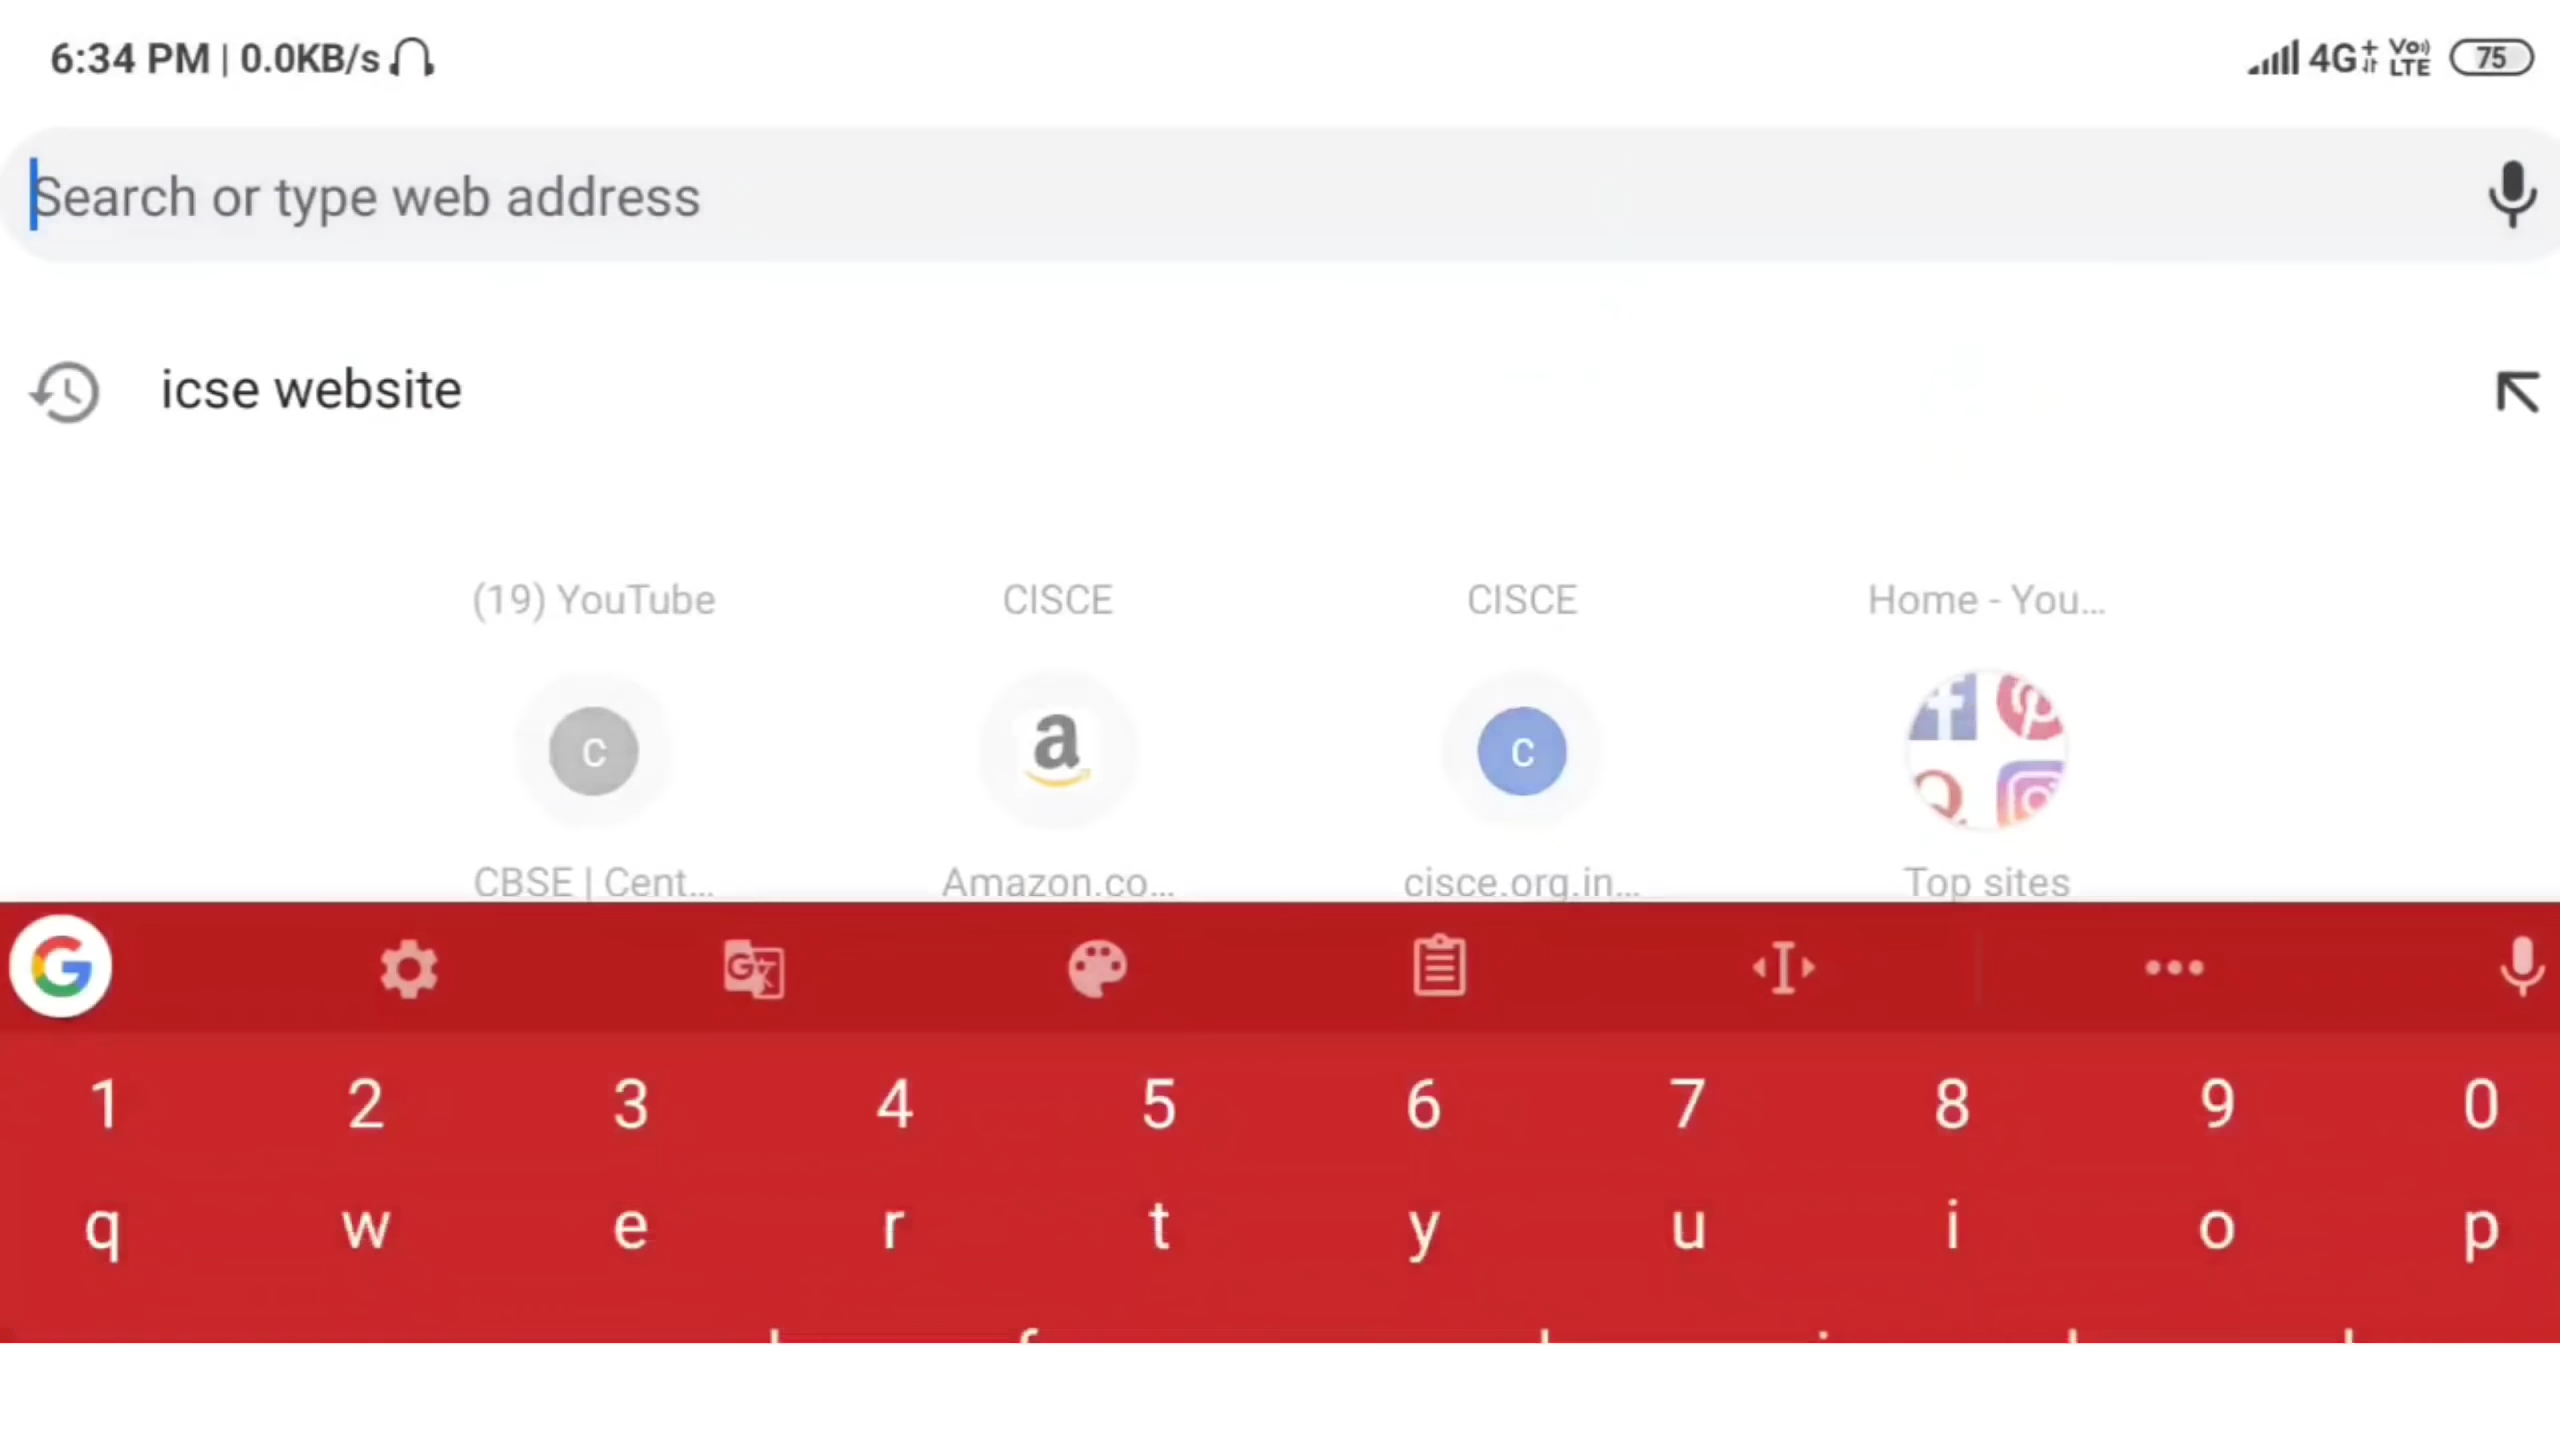 6:34 PM | 0.0KB/s 4G+ Vo) LTE 75
Search or type web address
icse website
(19) YouTube CISCE CISCE Home - You...
C a C
CBSE | Cent... Amazon.co... cisce.org.in... Top sites
1 2 3 4 5 6 7 8 9 0
q w e r t y u i o p